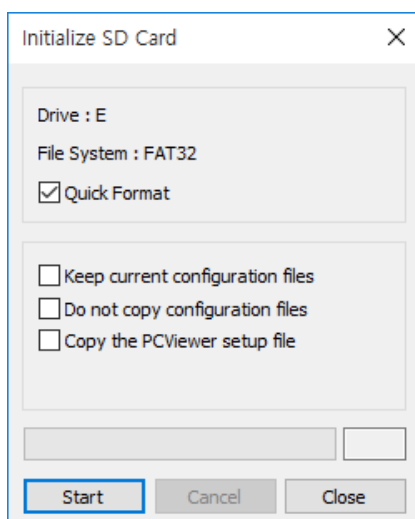 Initialize SD Card
Drive : E
File System : FAT32
Quick Format
Keep current configuration files
Do not copy configuration files
Copy the PCViewer setup file
Start Cancel Close